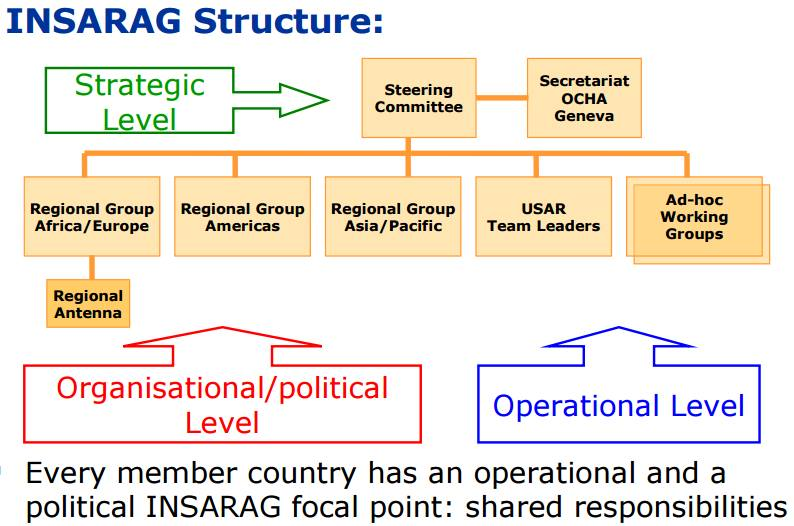 INSARAG Structure:
Strategic
Level
Steering
Committee
Secretariat
OCHA
Geneva
Regional Group
Africa/Europe
Regional Group
Americas
Regional Group
Asia/Pacific
USAR
Team Leaders
Ad-hoc
Working
Groups
Regional
Antenna
Organisational/political
Level
Operational Level
Every member country has an operational and a
political INSARAG focal point: shared responsibilities